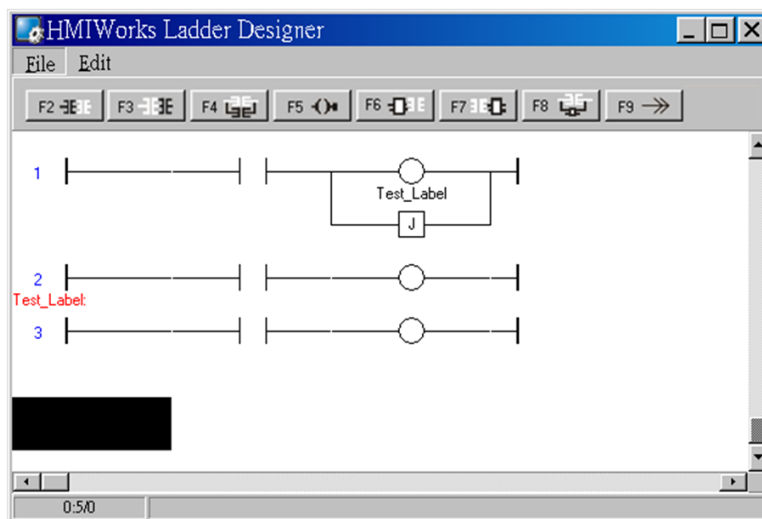 HMIWorks Ladder Designer
File Edit
F2 F3 F4 F5 F6 F7 F8 F9
1
Test_Label
J
2
Test_Label:
3
0:5/0